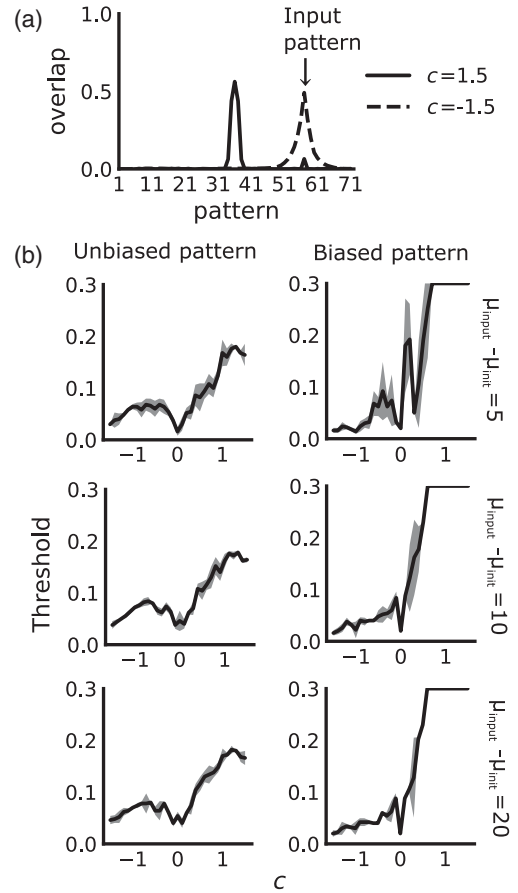 (a)
1.0
0.5
0.0
overlap
Input
pattern
c=1.5
c=-1.5
1 11 21 31 41 51 61 71
pattern
(b)
Unbiased pattern
Biased pattern
0.3
0.2
0.1
0.0
−1 0 1
0.3
0.2
0.1
0.0
−1 0 1
μinput -μinit=5
Threshold
0.3
0.2
0.1
0.0
−1 0 1
0.3
0.2
0.1
0.0
−1 0 1
μinput -μinit=10
0.3
0.2
0.1
0.0
−1 0 1
0.3
0.2
0.1
0.0
−1 0 1
μinput -μinit=20
c